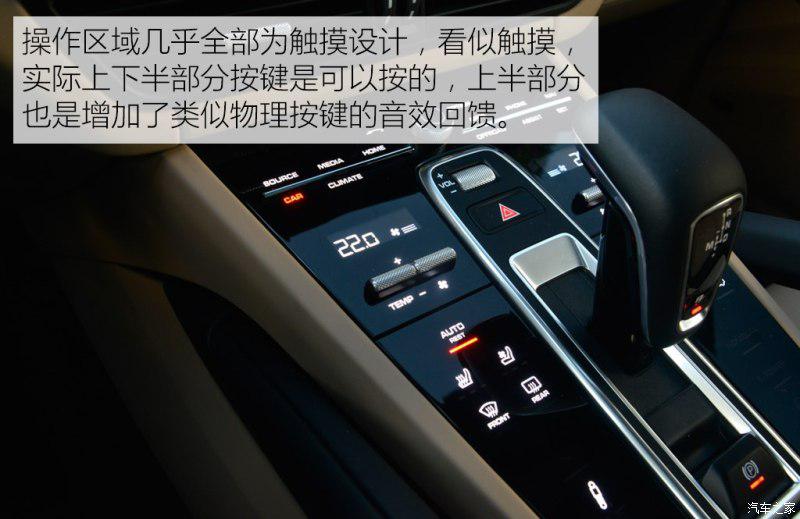 操作区域几乎全部为触摸设计，看似触摸，
实际上下半部分按键是可以按的，上半部分
也是增加了类似物理按键的音效回馈。
SOURCE MEDIA HOME
CAR CLIMATE
+
VOL
−
22.0
+
TEMP −
AUTO
REST
FRONT
REAR
P
汽车之家